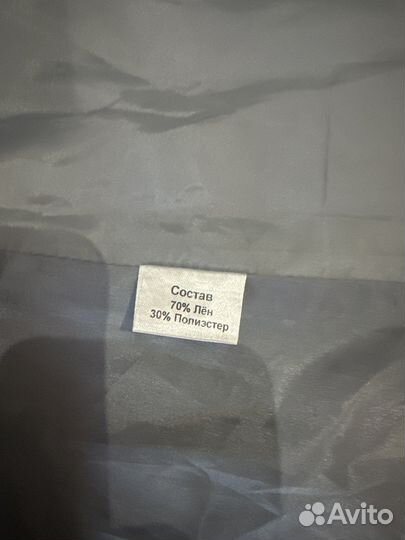 Состав
70% Лён
30% Полиэстер
Avito